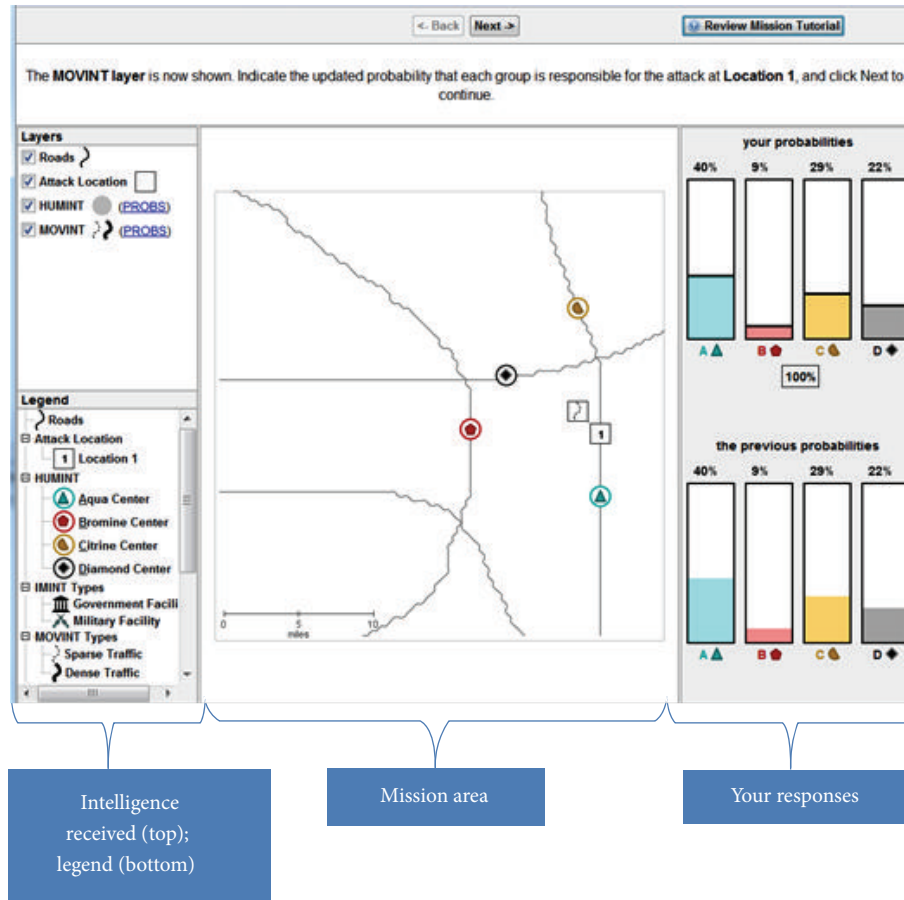 <- Back
Next ->
Review Mission Tutorial
The MOVINT layer is now shown. Indicate the updated probability that each group is responsible for the attack at Location 1, and click Next to
continue.
Layers
Roads
Attack Location
HUMINT (PROBS)
MOVINT (PROBS)
Legend
Roads
Attack Location
1 Location 1
HUMINT
Aqua Center
Bromine Center
Citrine Center
Diamond Center
IMINT Types
Government Facili
Military Facility
MOVINT Types
Sparse Traffic
Dense Traffic
1
0 5 10
miles
your probabilities
40% 9% 29% 22%
A B C D
100%
the previous probabilities
40% 9% 29% 22%
A B C D
Intelligence
received (top);
legend (bottom)
Mission area
Your responses